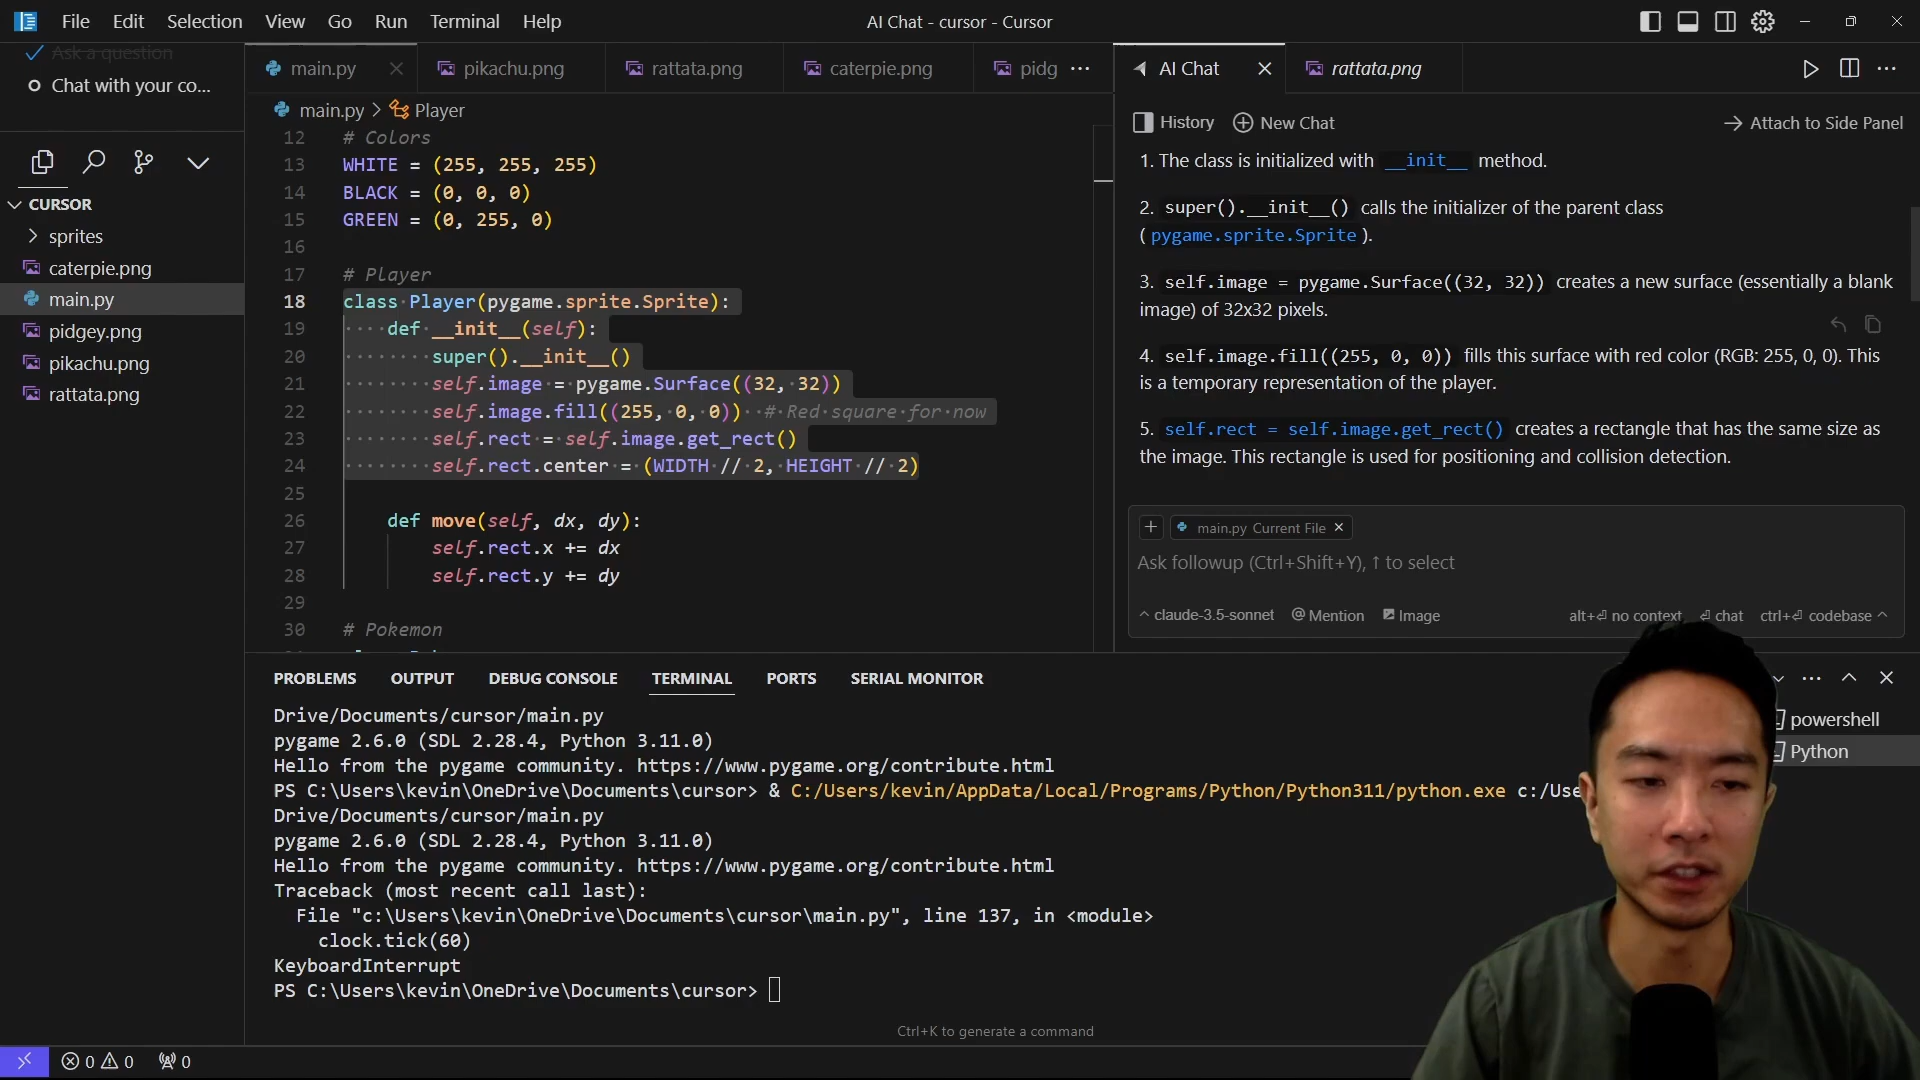 File Edit Selection View Go Run Terminal Help
AI Chat - cursor - Cursor
Ask a question
Chat with your co...
CURSOR
sprites
caterpie.png
main.py
pidgey.png
pikachu.png
rattata.png
main.py
pikachu.png
rattata.png
caterpie.png
pidg
main.py > Player
12 # Colors
13 WHITE = (255, 255, 255)
14 BLACK = (0, 0, 0)
15 GREEN = (0, 255, 0)
16
17 # Player
18 class Player(pygame.sprite.Sprite):
19 def __init__(self):
20 super().__init__()
21 self.image = pygame.Surface((32, 32))
22 self.image.fill((255, 0, 0)) # Red square for now
23 self.rect = self.image.get_rect()
24 self.rect.center = (WIDTH // 2, HEIGHT // 2)
25
26 def move(self, dx, dy):
27 self.rect.x += dx
28 self.rect.y += dy
29
30 # Pokemon
AI Chat
rattata.png
History New Chat
Attach to Side Panel
1. The class is initialized with __init__ method.
2. super().__init__() calls the initializer of the parent class
( pygame.sprite.Sprite ).
3. self.image = pygame.Surface((32, 32)) creates a new surface (essentially a blank
image) of 32x32 pixels.
4. self.image.fill((255, 0, 0)) fills this surface with red color (RGB: 255, 0, 0). This
is a temporary representation of the player.
5. self.rect = self.image.get_rect() creates a rectangle that has the same size as
the image. This rectangle is used for positioning and collision detection.
+ main.py Current File
Ask followup (Ctrl+Shift+Y), ↑ to select
claude-3.5-sonnet @ Mention Image
alt+⏎ no context ⏎ chat ctrl+⏎ codebase
PROBLEMS OUTPUT DEBUG CONSOLE TERMINAL PORTS SERIAL MONITOR
Drive/Documents/cursor/main.py
pygame 2.6.0 (SDL 2.28.4, Python 3.11.0)
Hello from the pygame community. https://www.pygame.org/contribute.html
PS C:\Users\kevin\OneDrive\Documents\cursor> & C:/Users/kevin/AppData/Local/Programs/Python/Python311/python.exe c:/Use
Drive/Documents/cursor/main.py
pygame 2.6.0 (SDL 2.28.4, Python 3.11.0)
Hello from the pygame community. https://www.pygame.org/contribute.html
Traceback (most recent call last):
File "c:\Users\kevin\OneDrive\Documents\cursor\main.py", line 137, in <module>
clock.tick(60)
KeyboardInterrupt
PS C:\Users\kevin\OneDrive\Documents\cursor>
powershell
Python
Ctrl+K to generate a command
0 0 0